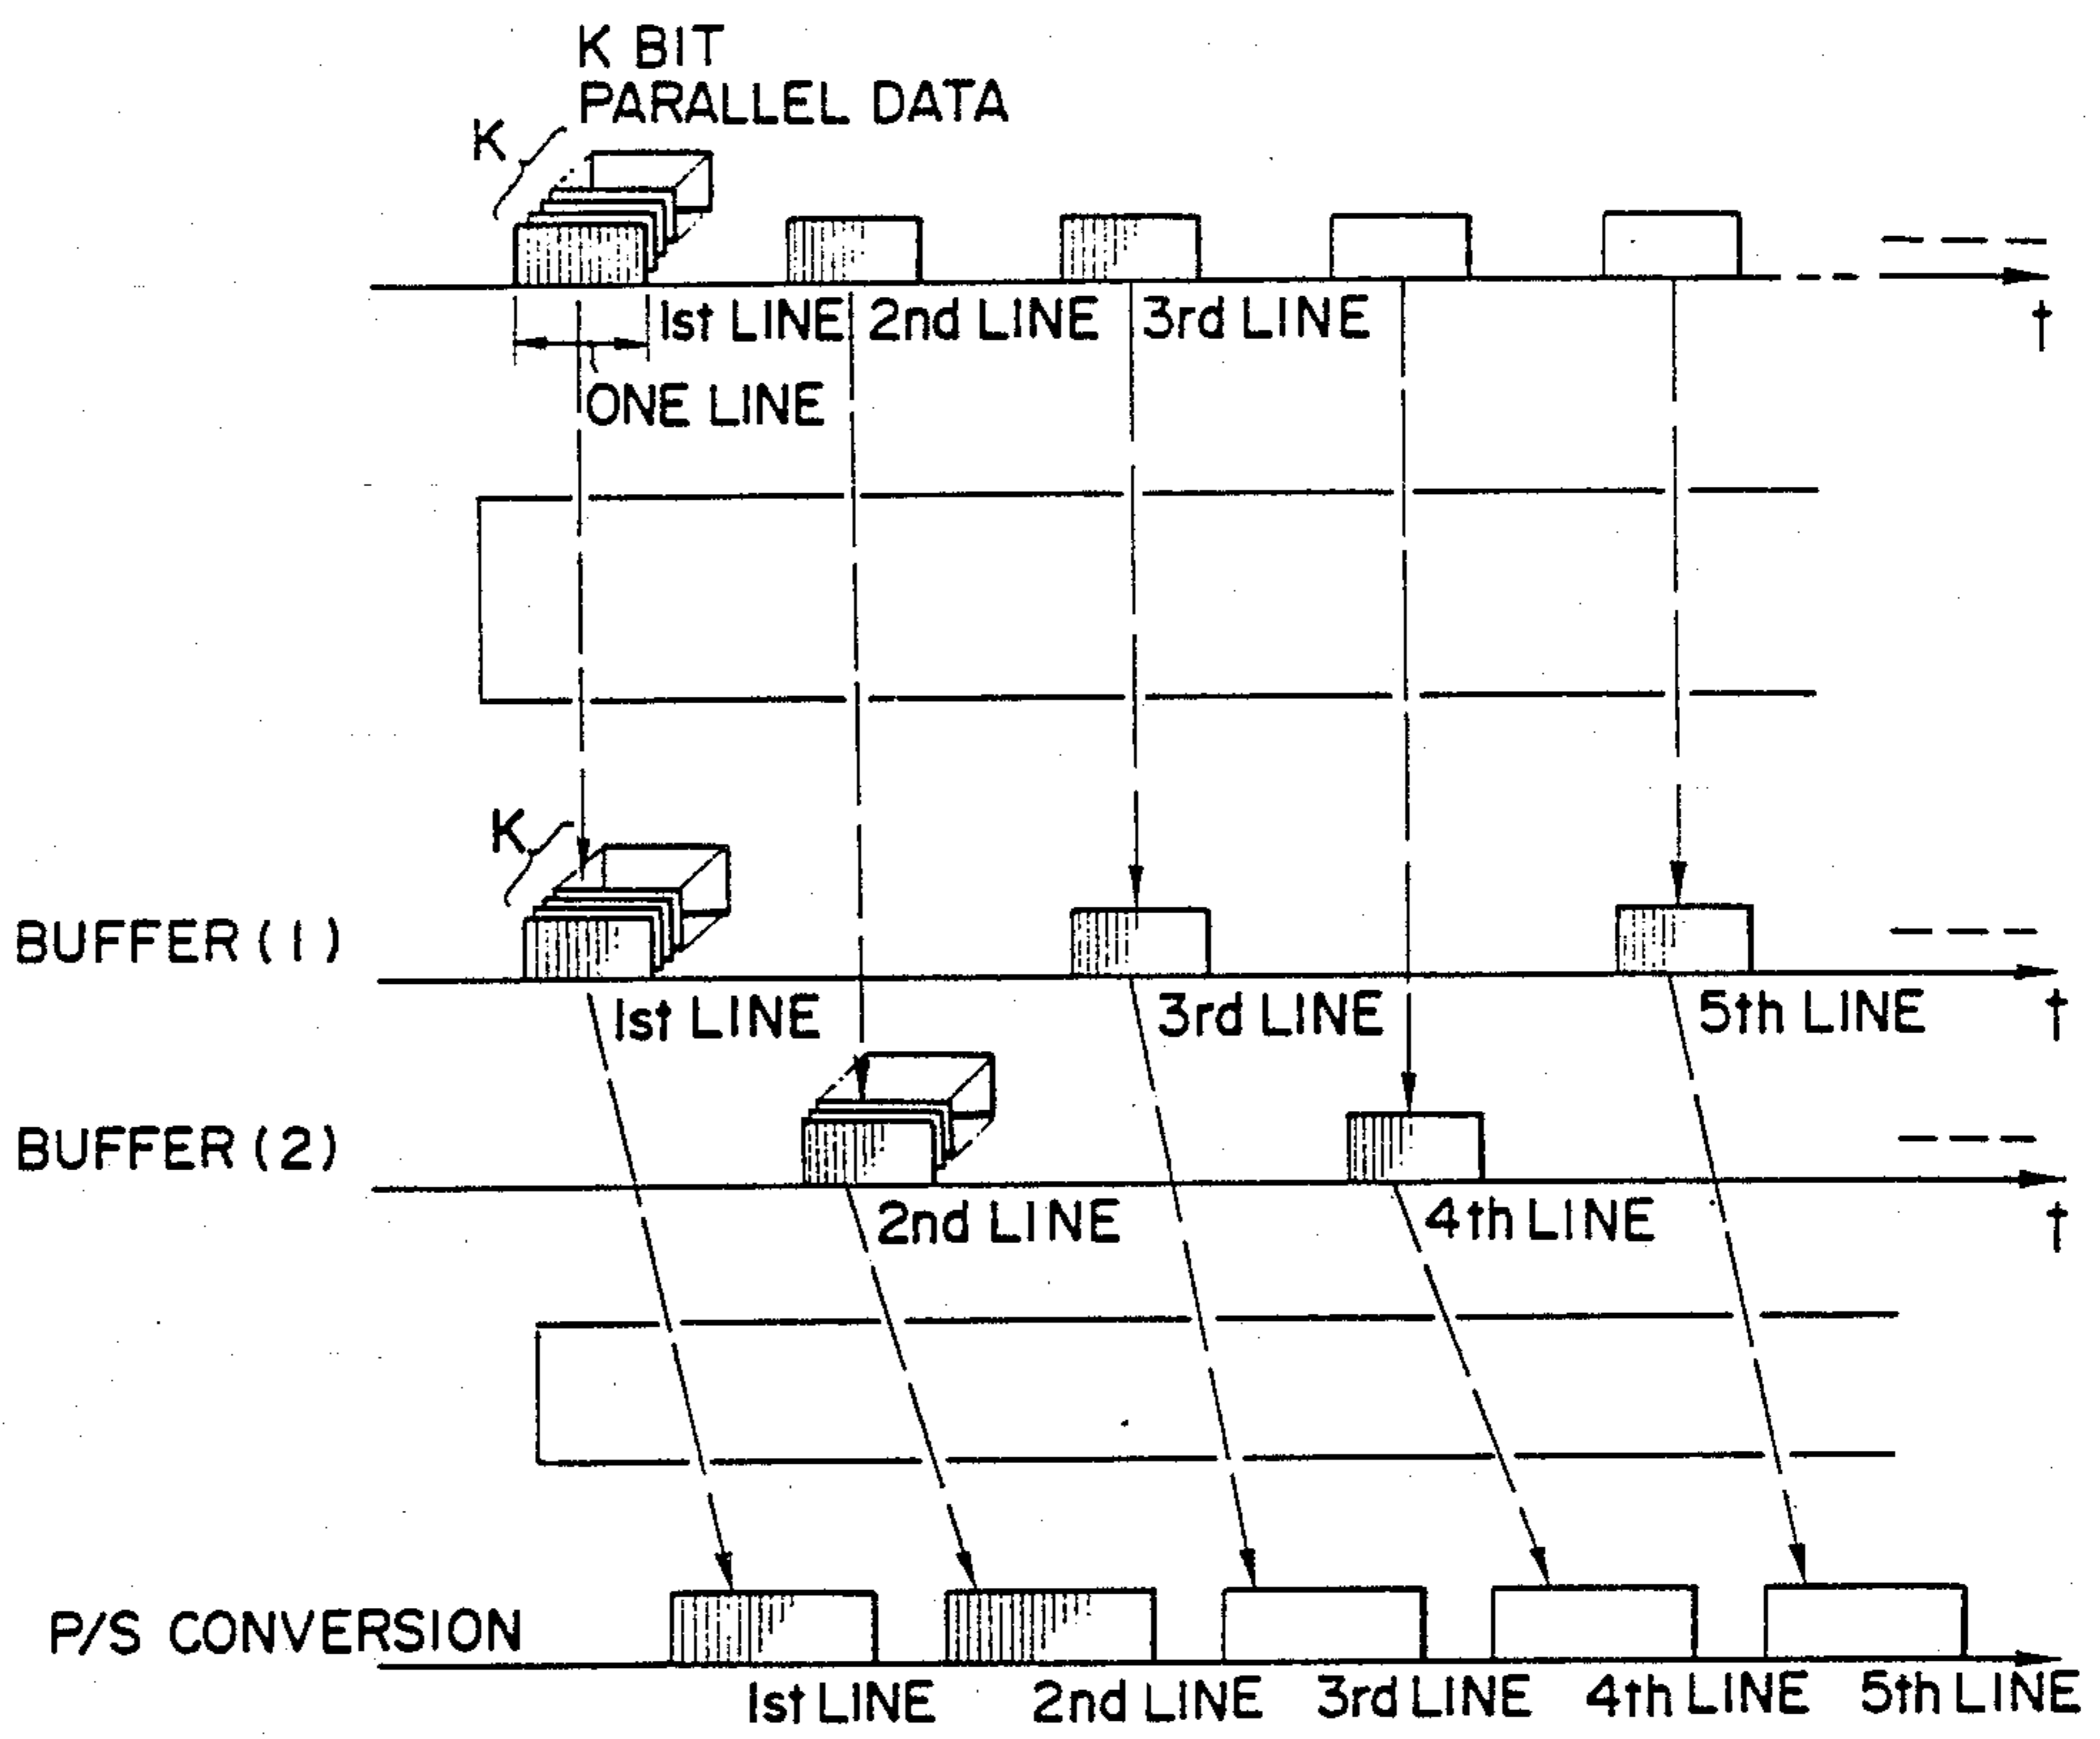 K BIT
PARALLEL DATA
K
1st LINE 2nd LINE 3rd LINE
t
ONE LINE
K
BUFFER (1)
1st LINE 3rd LINE 5th LINE
t
BUFFER (2)
2nd LINE 4th LINE
t
P/S CONVERSION
1st LINE 2nd LINE 3rd LINE 4th LINE 5th LINE